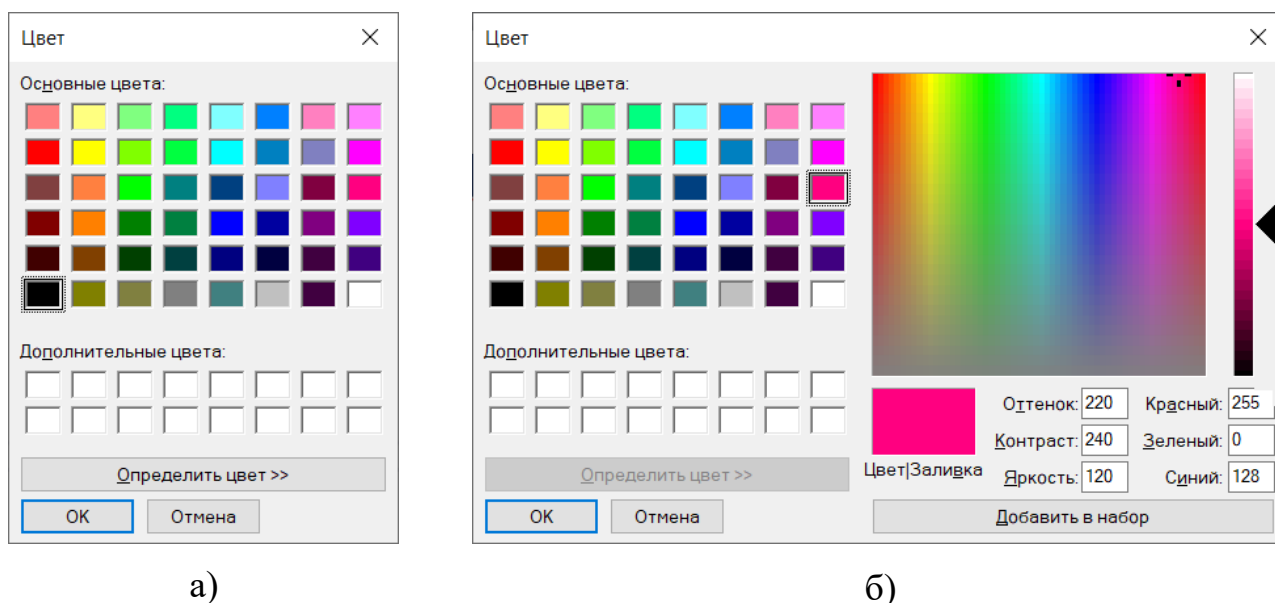 Цвет
Основные цвета:
Дополнительные цвета:
Определить цвет >>
OK Отмена
а)
Цвет
Основные цвета:
Дополнительные цвета:
Определить цвет >>
OK Отмена
Цвет|Заливка
Оттенок: 220 Красный: 255
Контраст: 240 Зеленый: 0
Яркость: 120 Синий: 128
Добавить в набор
б)